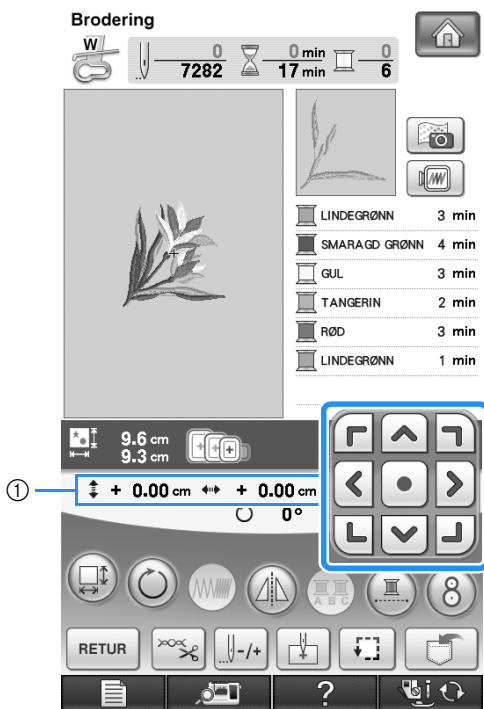 Brodering
W
0 0 min 0
7282 17 min 6
LINDEGRØNN 3 min
SMARAGD GRØNN 4 min
GUL 3 min
TANGERIN 2 min
RØD 3 min
LINDEGRØNN 1 min
9.6 cm
9.3 cm
① + 0.00 cm + 0.00 cm
0°
A B C
8
RETUR -/+
?